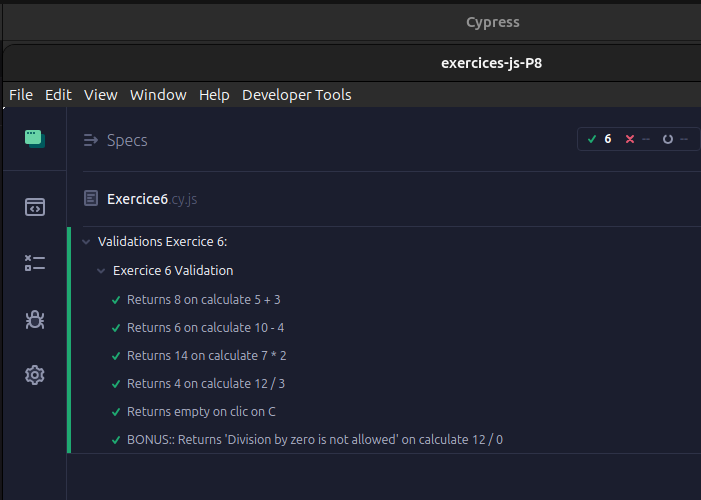 Cypress
exercices-js-P8
File Edit View Window Help Developer Tools
Specs
6 -- --
Exercice6.cy.js
Validations Exercice 6:
Exercice 6 Validation
Returns 8 on calculate 5 + 3
Returns 6 on calculate 10 - 4
Returns 14 on calculate 7 * 2
Returns 4 on calculate 12 / 3
Returns empty on clic on C
BONUS:: Returns 'Division by zero is not allowed' on calculate 12 / 0